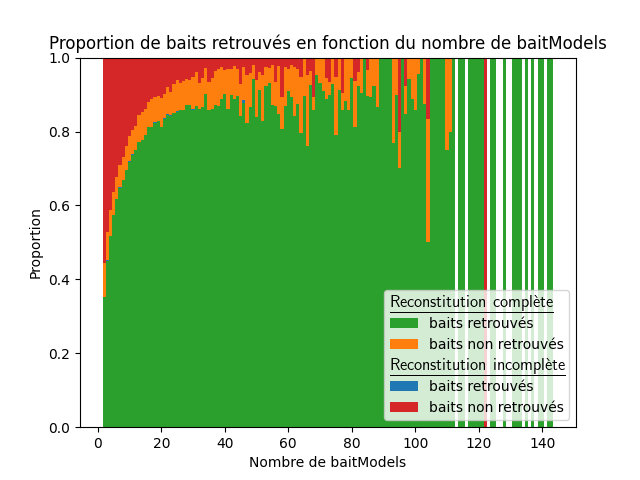 Proportion de baits retrouvés en fonction du nombre de baitModels
1.0
0.8
0.6
0.4
0.2
0.0
Proportion
0 20 40 60 80 100 120 140
Nombre de baitModels
Reconstitution complète
baits retrouvés
baits non retrouvés
Reconstitution incomplète
baits retrouvés
baits non retrouvés